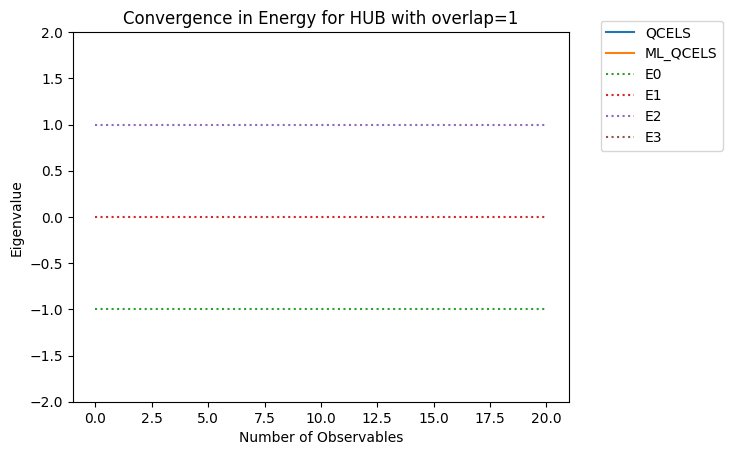 Convergence in Energy for HUB with overlap=1
QCELS
ML_QCELS
E0
E1
E2
E3
2.0
1.5
1.0
0.5
0.0
−0.5
−1.0
−1.5
−2.0
Eigenvalue
0.0 2.5 5.0 7.5 10.0 12.5 15.0 17.5 20.0
Number of Observables